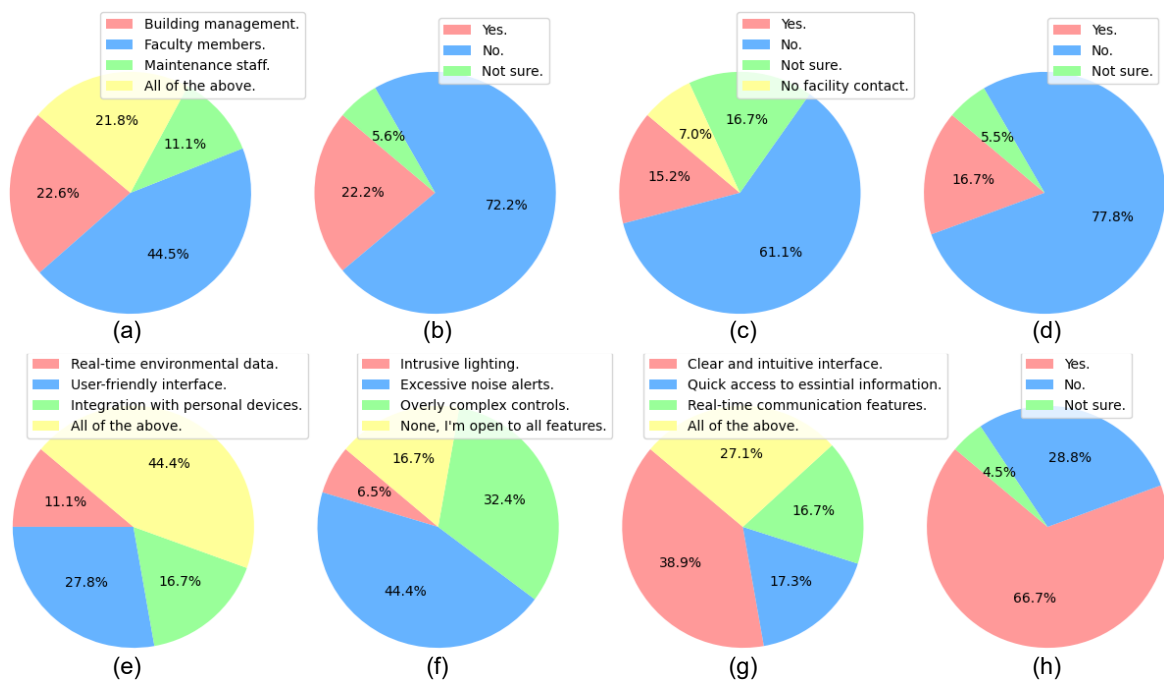 Building management.
Faculty members.
Maintenance staff.
All of the above.
21.8%
11.1%
22.6%
44.5%
(a)
Yes.
No.
Not sure.
5.6%
22.2%
72.2%
(b)
Yes.
No.
Not sure.
No facility contact.
16.7%
7.0%
15.2%
61.1%
(c)
Yes.
No.
Not sure.
5.5%
16.7%
77.8%
(d)
Real-time environmental data.
User-friendly interface.
Integration with personal devices.
All of the above.
44.4%
11.1%
27.8%
16.7%
(e)
Intrusive lighting.
Excessive noise alerts.
Overly complex controls.
None, I'm open to all features.
16.7%
6.5%
32.4%
44.4%
(f)
Clear and intuitive interface.
Quick access to essintial information.
Real-time communication features.
All of the above.
27.1%
16.7%
38.9%
17.3%
(g)
Yes.
No.
Not sure.
28.8%
4.5%
66.7%
(h)